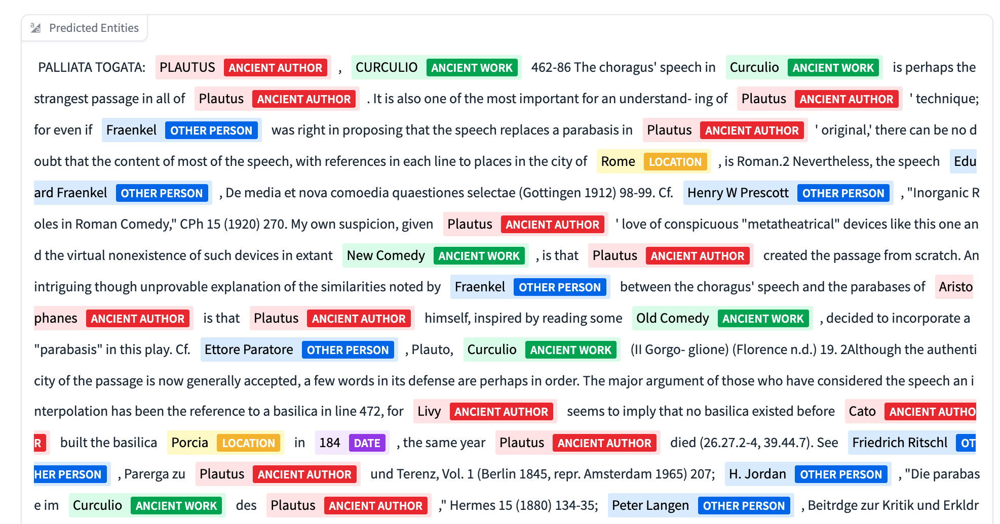 Predicted Entities
PALLIATA TOGATA: PLAUTUS ANCIENT AUTHOR , CURCULIO ANCIENT WORK 462-86 The choragus' speech in Curculio ANCIENT WORK is perhaps the
strangest passage in all of Plautus ANCIENT AUTHOR . It is also one of the most important for an understand- ing of Plautus ANCIENT AUTHOR ' technique;
for even if Fraenkel OTHER PERSON was right in proposing that the speech replaces a parabasis in Plautus ANCIENT AUTHOR ' original,' there can be no d
oubt that the content of most of the speech, with references in each line to places in the city of Rome LOCATION , is Roman.2 Nevertheless, the speech Edu
ard Fraenkel OTHER PERSON , De media et nova comoedia quaestiones selectae (Gottingen 1912) 98-99. Cf. Henry W Prescott OTHER PERSON , "Inorganic R
oles in Roman Comedy," CPh 15 (1920) 270. My own suspicion, given Plautus ANCIENT AUTHOR ' love of conspicuous "metatheatrical" devices like this one an
d the virtual nonexistence of such devices in extant New Comedy ANCIENT WORK , is that Plautus ANCIENT AUTHOR created the passage from scratch. An
intriguing though unprovable explanation of the similarities noted by Fraenkel OTHER PERSON between the choragus' speech and the parabases of Aristo
phanes ANCIENT AUTHOR is that Plautus ANCIENT AUTHOR himself, inspired by reading some Old Comedy ANCIENT WORK , decided to incorporate a
"parabasis" in this play. Cf. Ettore Paratore OTHER PERSON , Plauto, Curculio ANCIENT WORK (II Gorgo- glione) (Florence n.d.) 19. 2Although the authenti
city of the passage is now generally accepted, a few words in its defense are perhaps in order. The major argument of those who have considered the speech an i
nterpolation has been the reference to a basilica in line 472, for Livy ANCIENT AUTHOR seems to imply that no basilica existed before Cato ANCIENT AUTHO
R built the basilica Porcia LOCATION in 184 DATE , the same year Plautus ANCIENT AUTHOR died (26.27.2-4, 39.44.7). See Friedrich Ritschl OT
HER PERSON , Parerga zu Plautus ANCIENT AUTHOR und Terenz, Vol. 1 (Berlin 1845, repr. Amsterdam 1965) 207; H. Jordan OTHER PERSON , "Die parabas
e im Curculio ANCIENT WORK des Plautus ANCIENT AUTHOR ," Hermes 15 (1880) 134-35; Peter Langen OTHER PERSON , Beitrdge zur Kritik und Erkldr